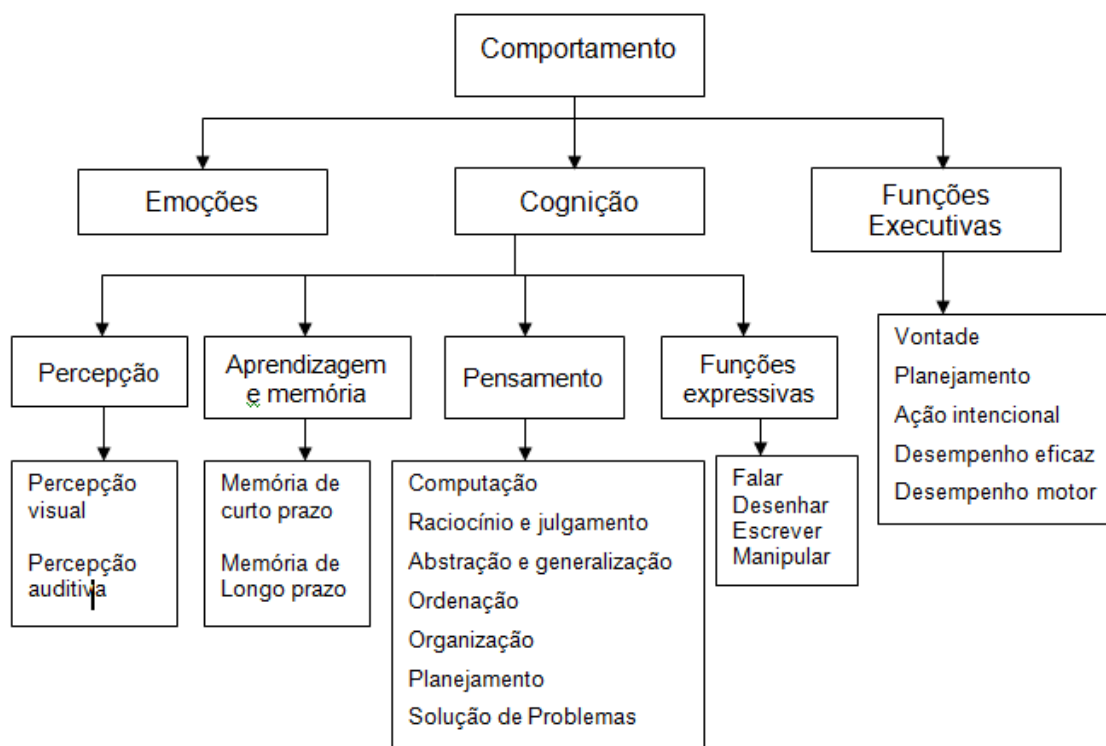 Comportamento
Emoções
Cognição
Funções
Executivas
Percepção
Aprendizagem
e memória
Pensamento
Funções
expressivas
Vontade
Planejamento
Ação intencional
Desempenho eficaz
Desempenho motor
Percepção
visual
Percepção
auditiva
Memória de
curto prazo
Memória de
Longo prazo
Computação
Raciocínio e julgamento
Abstração e generalização
Ordenação
Organização
Planejamento
Solução de Problemas
Falar
Desenhar
Escrever
Manipular